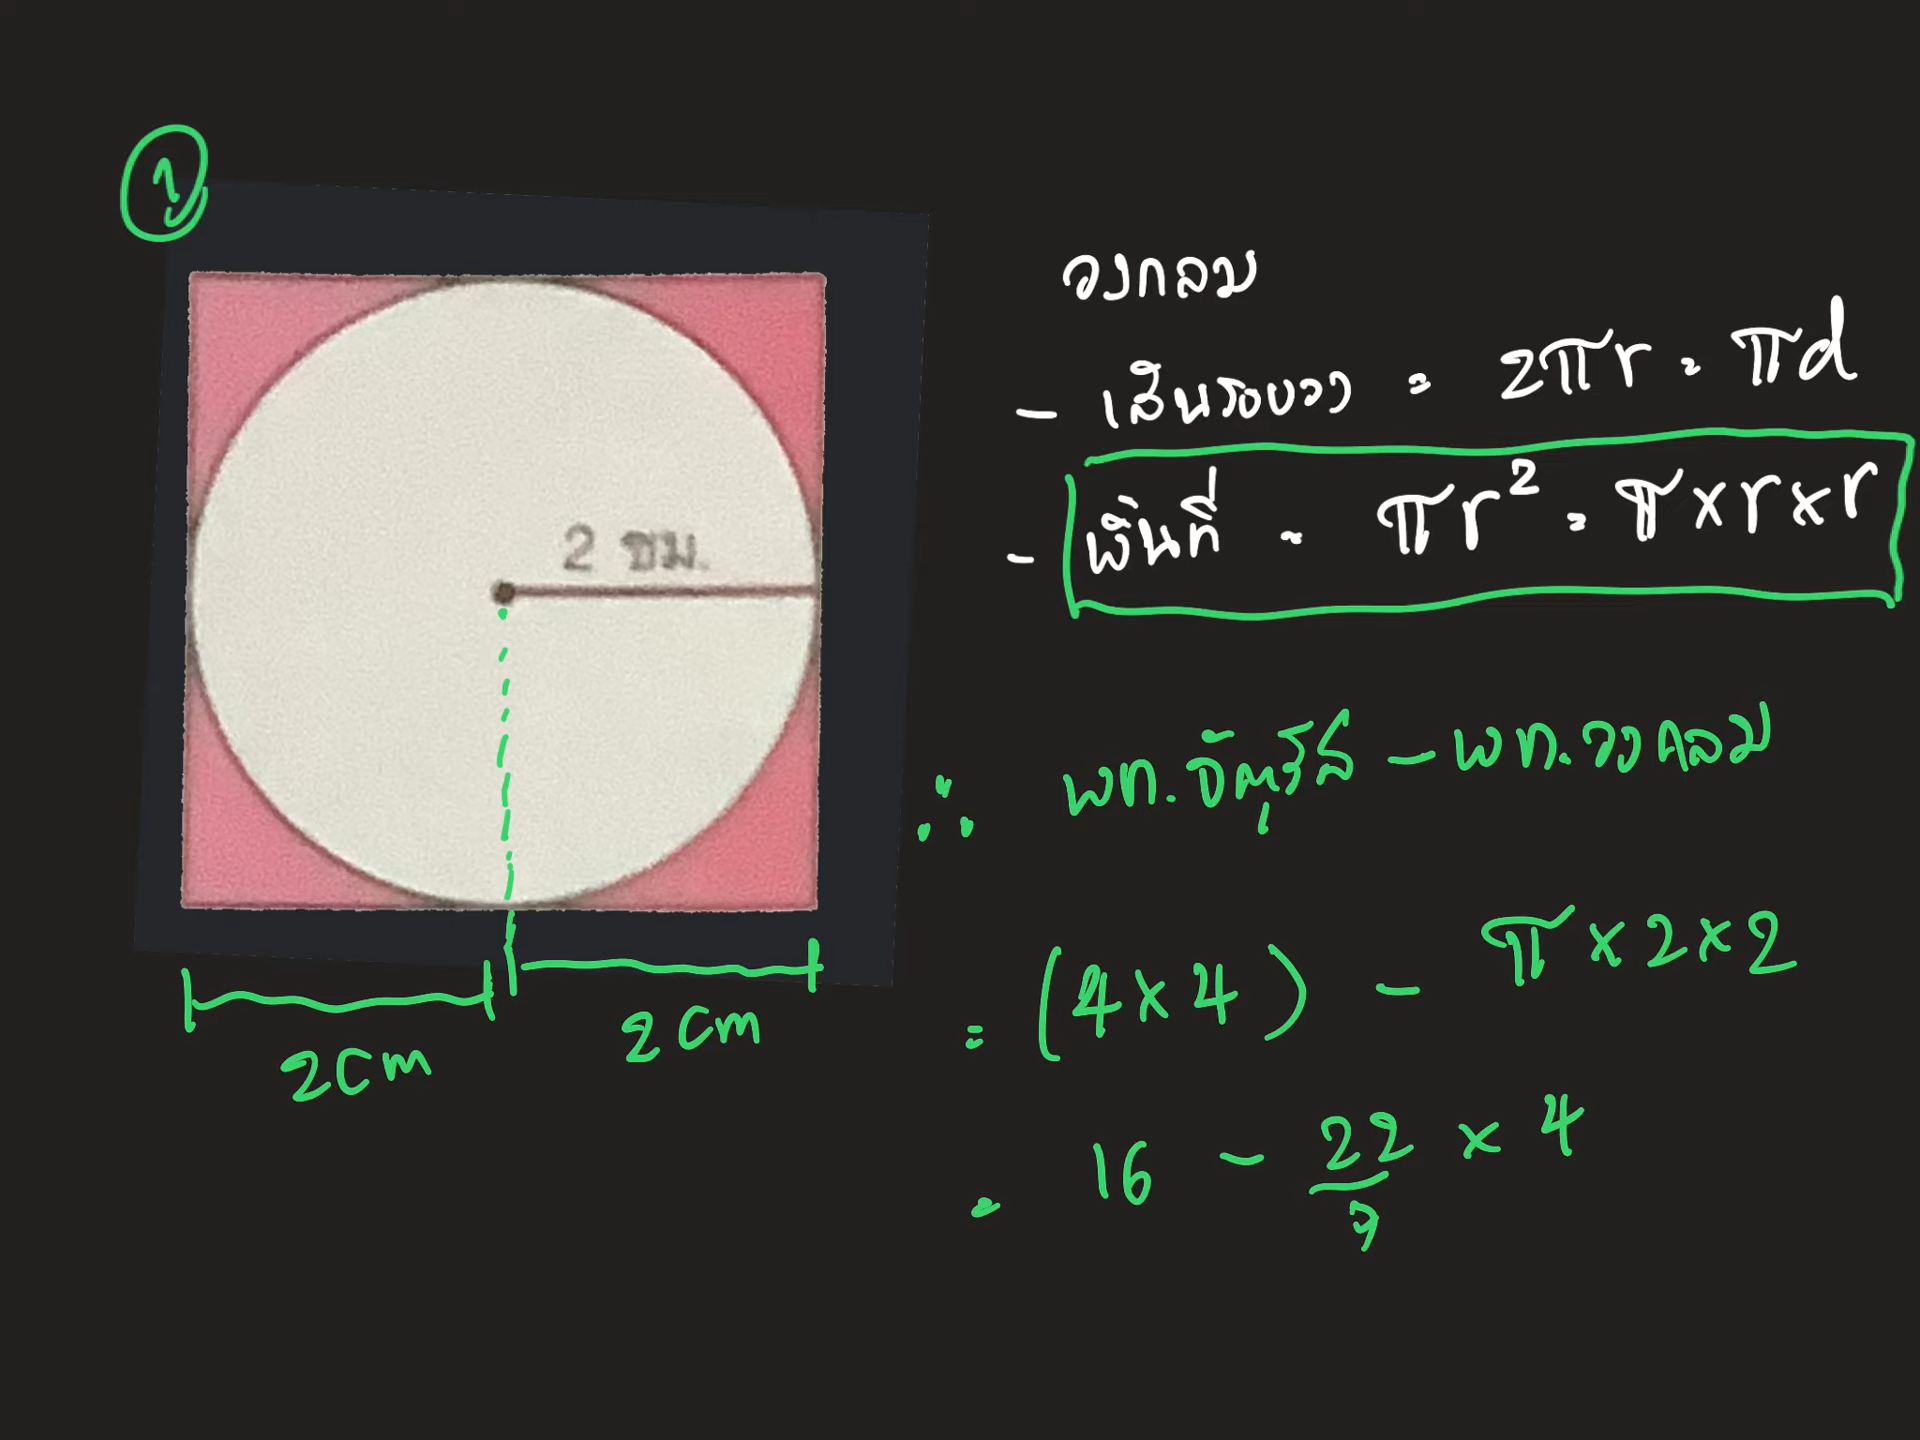 ๑
2 ซม.
2cm
2cm
วงกลม
- เส้นรอบวง = 2πr = πd
- พื้นที่ = πr² = π×r×r
∴ พท.จัตุรัส - พท.วงกลม
= (4×4) - π×2×2
= 16 - 22/7 × 4